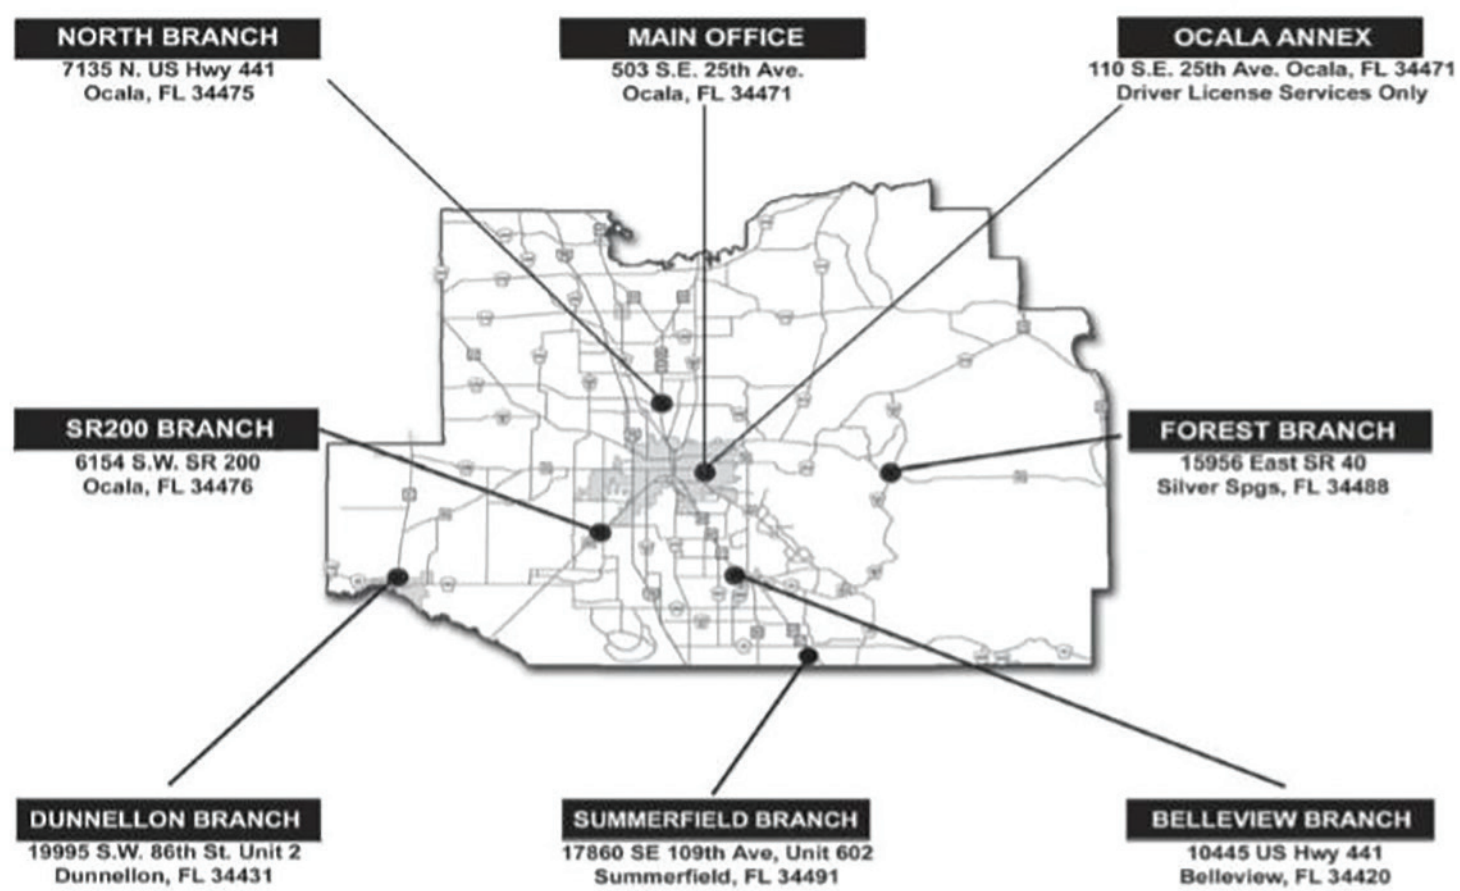 NORTH BRANCH
7135 N. US Hwy 441
Ocala, FL 34475
MAIN OFFICE
503 S.E. 25th Ave.
Ocala, FL 34471
OCALA ANNEX
110 S.E. 25th Ave. Ocala, FL 34471
Driver License Services Only
SR200 BRANCH
6154 S.W. SR 200
Ocala, FL 34476
FOREST BRANCH
15956 East SR 40
Silver Spgs, FL 34488
DUNNELLON BRANCH
19995 S.W. 86th St. Unit 2
Dunnellon, FL 34431
SUMMERFIELD BRANCH
17860 SE 109th Ave, Unit 602
Summerfield, FL 34491
BELLEVIEW BRANCH
10445 US Hwy 441
Belleview, FL 34420